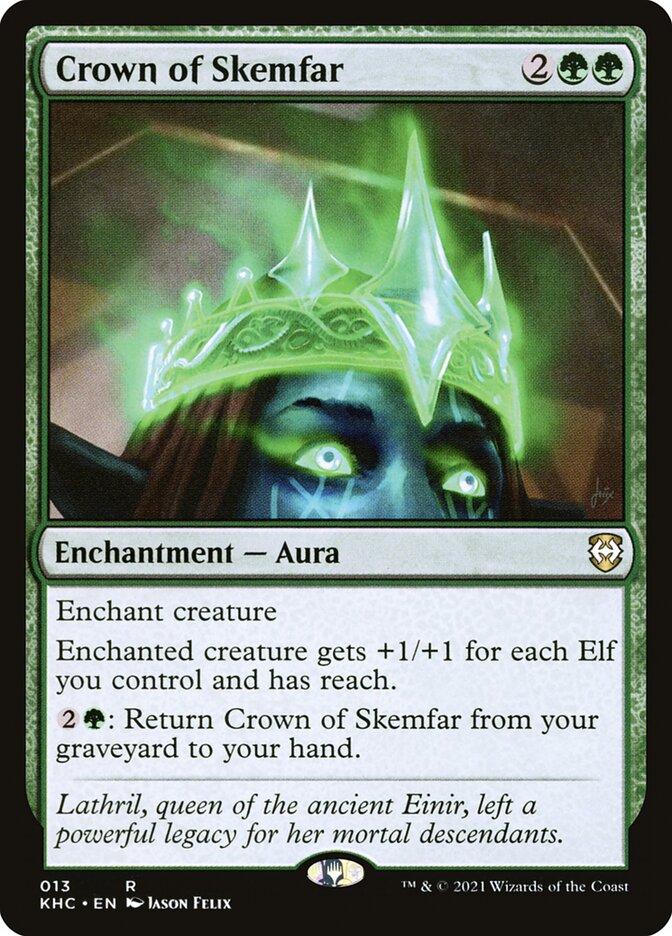 Crown of Skemfar 2
Enchantment — Aura
Enchant creature
Enchanted creature gets +1/+1 for each Elf
you control and has reach.
2 : Return Crown of Skemfar from your
graveyard to your hand.
Lathril, queen of the ancient Einir, left a
powerful legacy for her mortal descendants.
013 R
KHC • EN Jason Felix
™ & © 2021 Wizards of the Coast